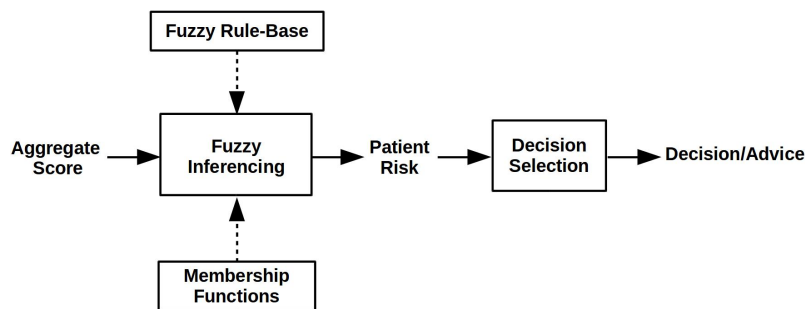 Fuzzy Rule-Base
Aggregate
Score
Fuzzy
Inferencing
Patient
Risk
Decision
Selection
Decision/Advice
Membership
Functions